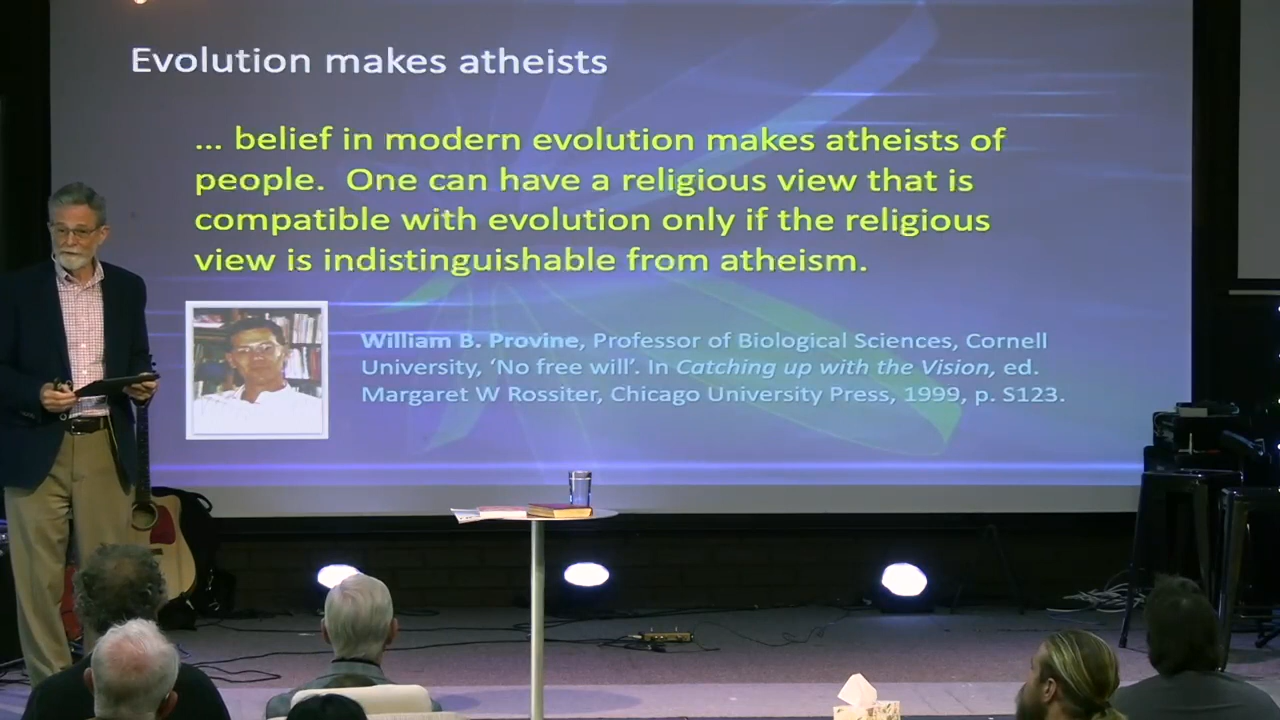 Evolution makes atheists
... belief in modern evolution makes atheists of
people. One can have a religious view that is
compatible with evolution only if the religious
view is indistinguishable from atheism.
William B. Provine, Professor of Biological Sciences, Cornell
University, ‘No free will’. In Catching up with the Vision, ed.
Margaret W Rossiter, Chicago University Press, 1999, p. S123.